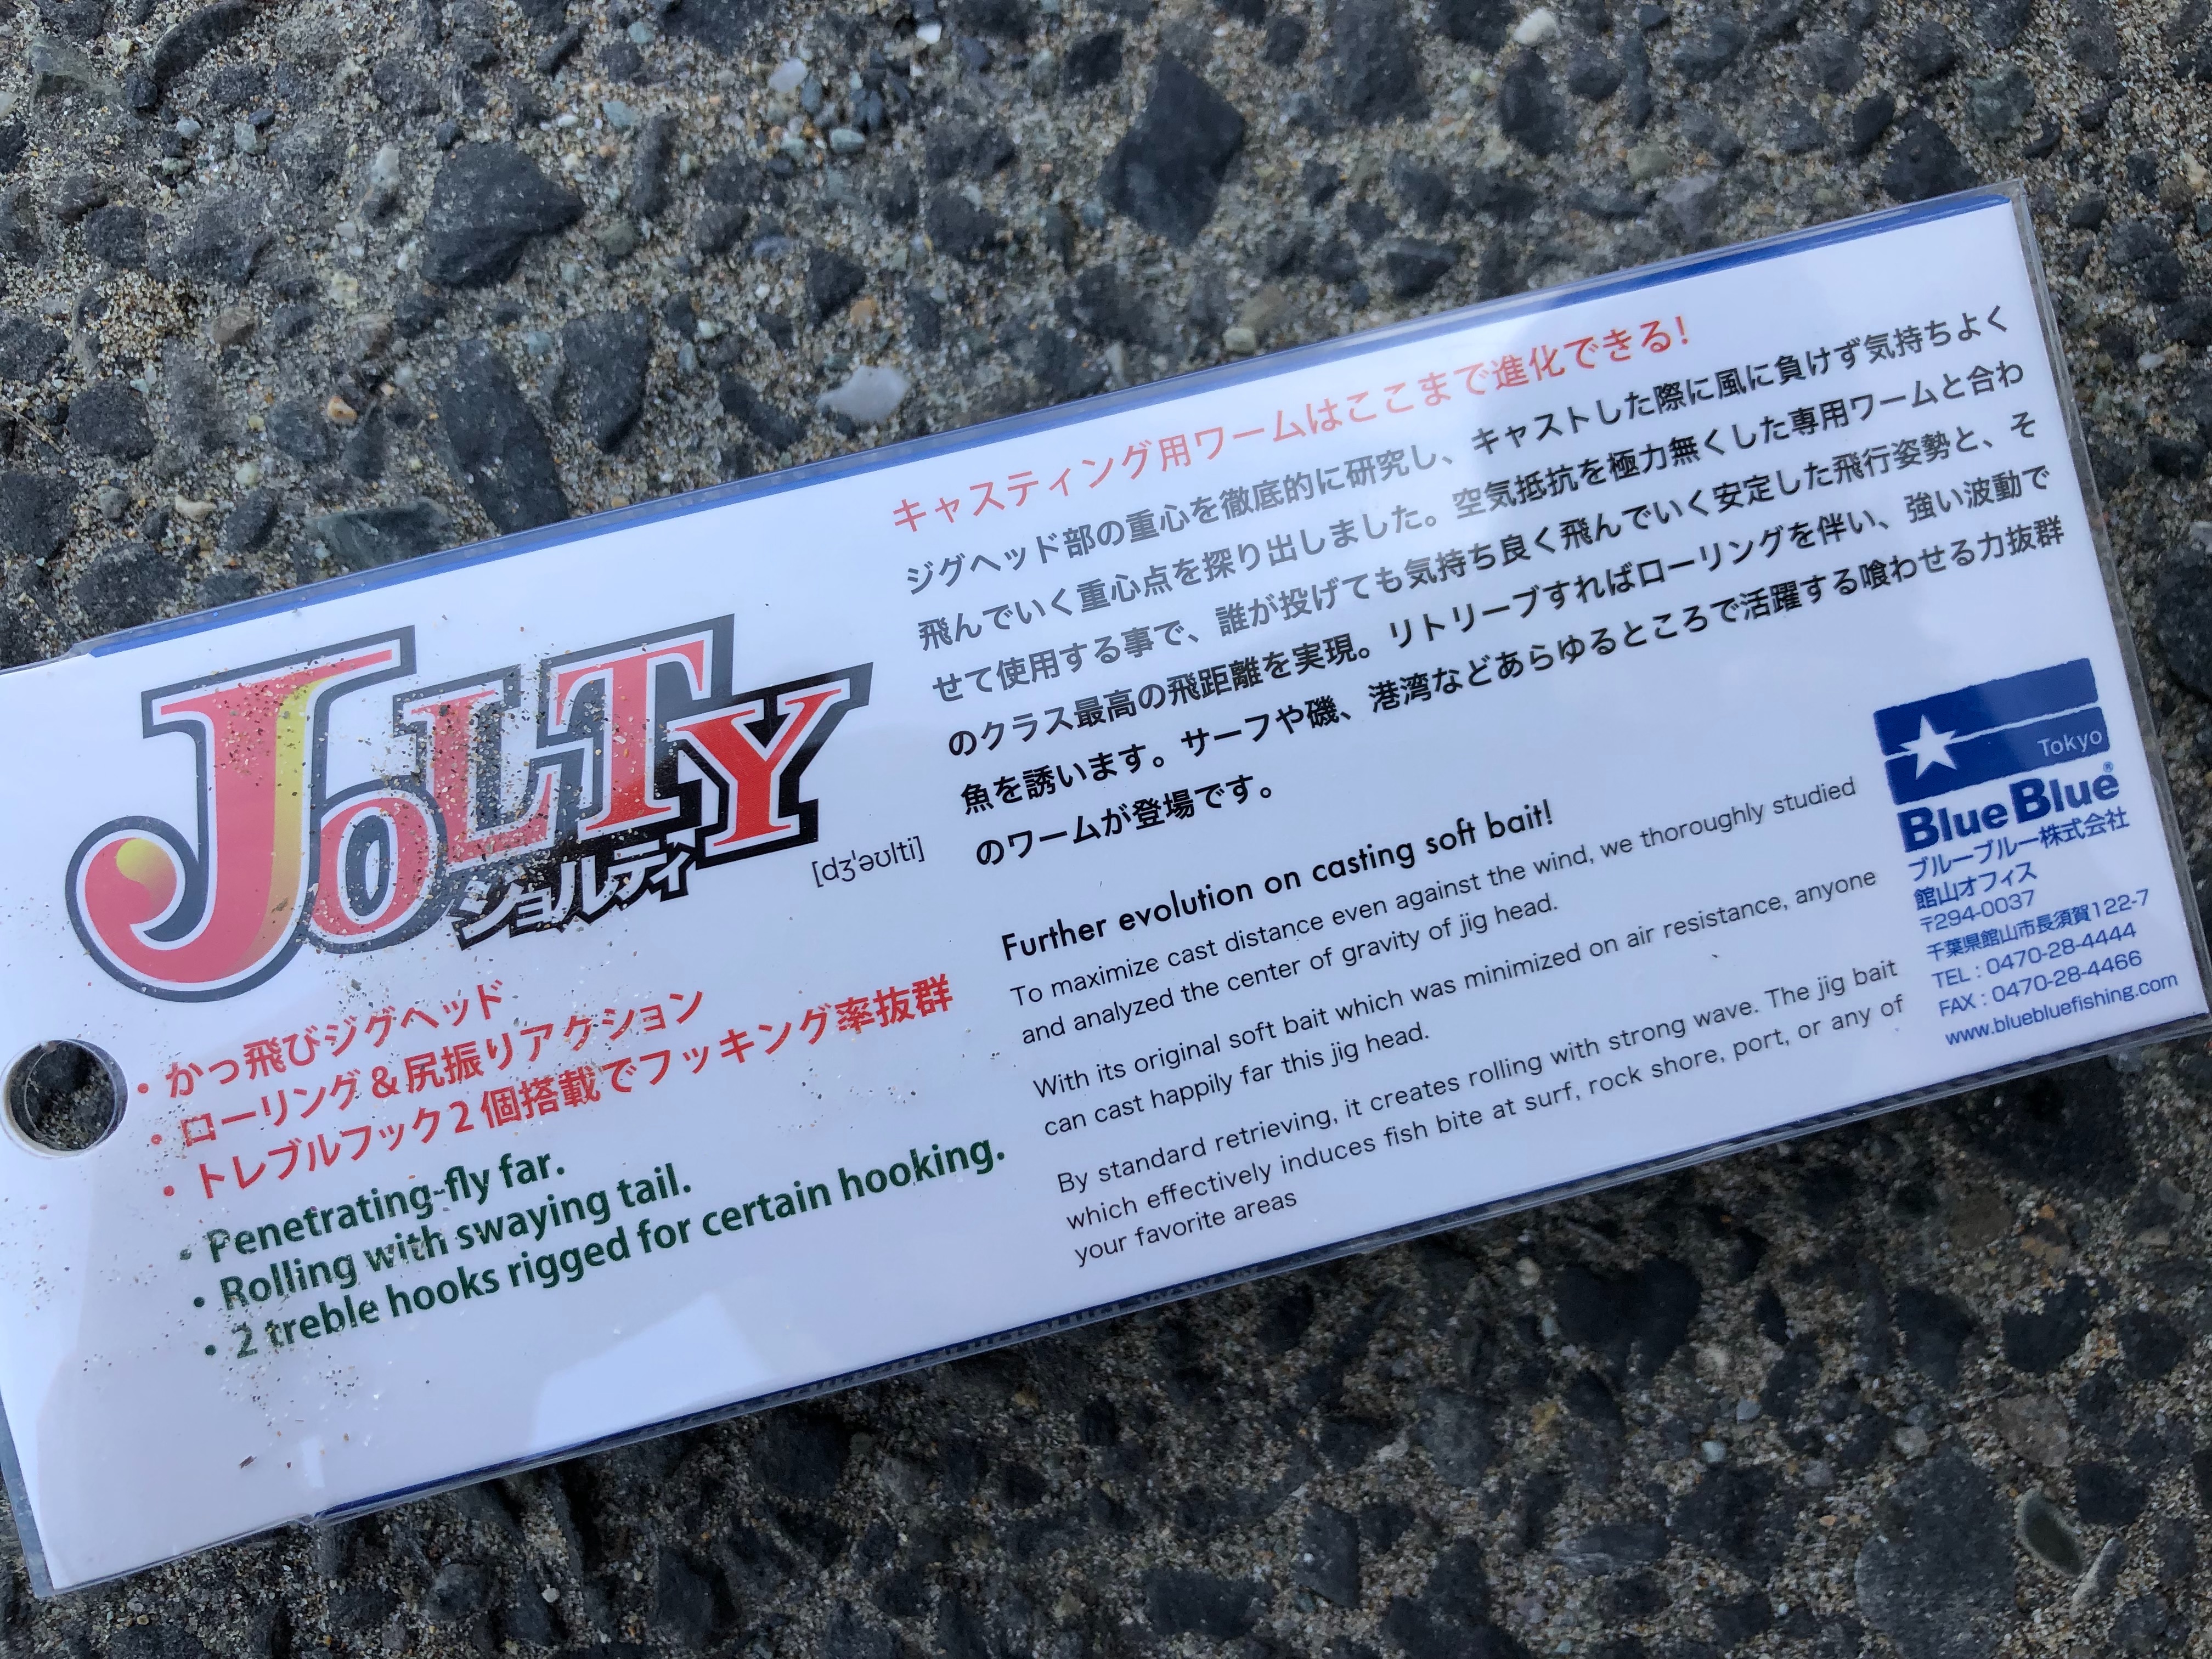 JOLTY
ジョルティ
[dʒˈəʊlti]
・かっ飛びジグヘッド
・ローリング＆尻振りアクション
・トレブルフック2個搭載でフッキング率抜群
・Penetrating-fly far.
・Rolling with swaying tail.
・2 treble hooks rigged for certain hooking.
キャスティング用ワームはここまで進化できる!
ジグヘッド部の重心を徹底的に研究し、キャストした際に風に負けず気持ちよく
飛んでいく重心点を探り出しました。空気抵抗を極力無くした専用ワームと合わ
せて使用する事で、誰が投げても気持ち良く飛んでいく安定した飛行姿勢と、そ
のクラス最高の飛距離を実現。リトリーブすればローリングを伴い、強い波動で
魚を誘います。サーフや磯、港湾などあらゆるところで活躍する喰わせる力抜群
のワームが登場です。
Further evolution on casting soft bait!
To maximize cast distance even against the wind, we thoroughly studied
and analyzed the center of gravity of jig head.
With its original soft bait which was minimized on air resistance, anyone
can cast happily far this jig head.
By standard retrieving, it creates rolling with strong wave. The jig bait
which effectively induces fish bite at surf, rock shore, port, or any of
your favorite areas
Tokyo
BlueBlue®
ブルーブルー株式会社
館山オフィス
〒294-0037
千葉県館山市長須賀122-7
TEL : 0470-28-4444
FAX : 0470-28-4466
www.bluebluefishing.com